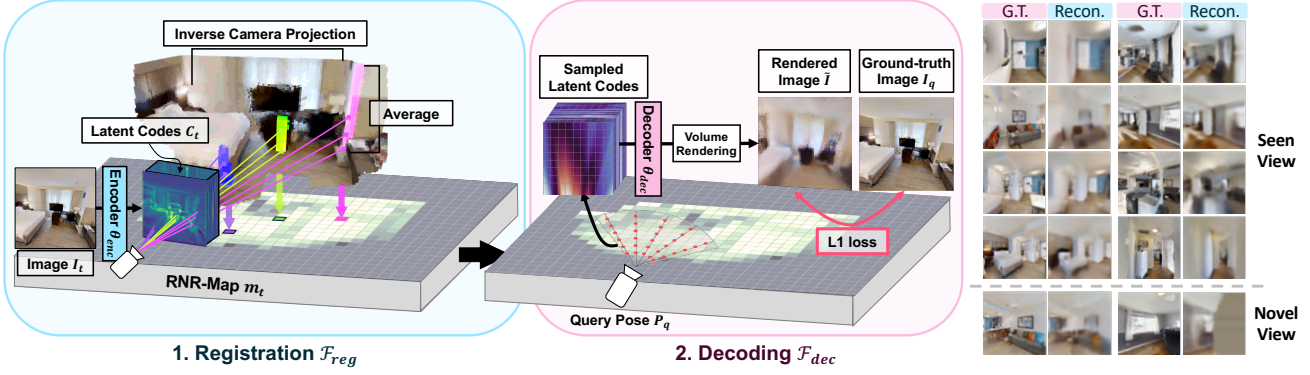 Inverse Camera Projection
Average
Latent Codes C_t
Encoder θ_enc
Image I_t
RNR-Map m_t
1. Registration ℱ_reg
Sampled
Latent Codes
Decoder θ_dec
Volume
Rendering
Rendered
Image Ĩ
Ground-truth
Image I_q
L1 loss
Query Pose P_q
2. Decoding ℱ_dec
G.T. Recon. G.T. Recon.
Seen
View
Novel
View